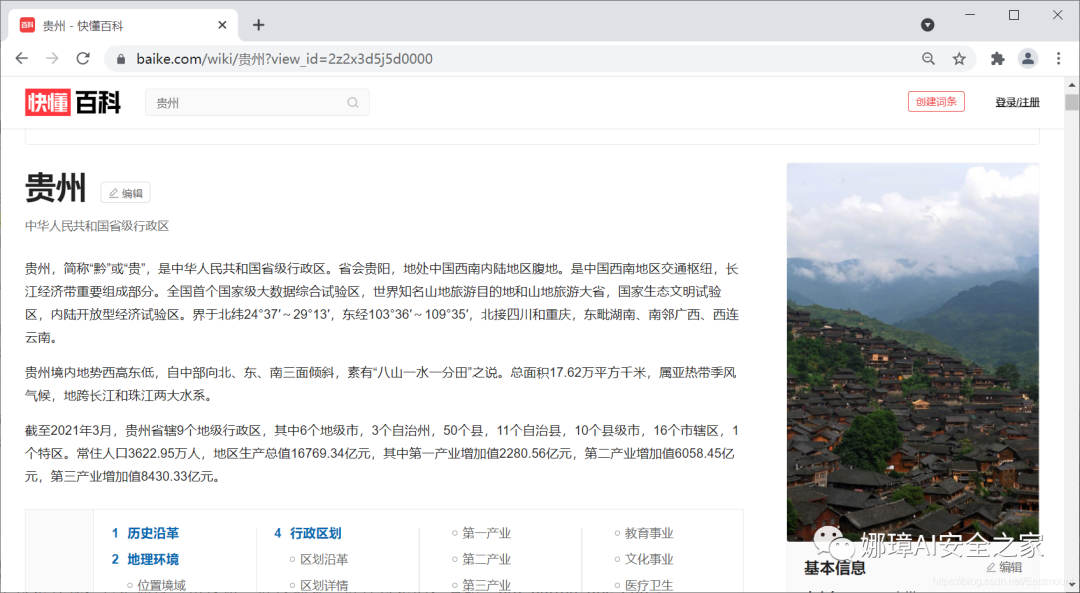 百科 贵州 - 快懂百科
baike.com/wiki/贵州?view_id=2z2x3d5j5d0000
快懂百科
贵州
创建词条
登录/注册
贵州
编辑
中华人民共和国省级行政区
贵州，简称“黔”或“贵”，是中华人民共和国省级行政区。省会贵阳，地处中国西南内陆地区腹地。是中国西南地区交通枢纽，长
江经济带重要组成部分。全国首个国家级大数据综合试验区，世界知名山地旅游目的地和山地旅游大省，国家生态文明试验
区，内陆开放型经济试验区。界于北纬24°37′～29°13′，东经103°36′～109°35′，北接四川和重庆，东毗湖南、南邻广西、西连
云南。
贵州境内地势西高东低，自中部向北、东、南三面倾斜，素有“八山一水一分田”之说。总面积17.62万平方千米，属亚热带季风
气候，地跨长江和珠江两大水系。
截至2021年3月，贵州省辖9个地级行政区，其中6个地级市，3个自治州，50个县，11个自治县，10个县级市，16个市辖区，1
个特区。常住人口3622.95万人，地区生产总值16769.34亿元，其中第一产业增加值2280.56亿元，第二产业增加值6058.45亿
元，第三产业增加值8430.33亿元。
1 历史沿革
2 地理环境
位置境域
4 行政区划
区划沿革
区划详情
第一产业
第二产业
第三产业
教育事业
文化事业
医疗卫生
娜璋AI安全之家
基本信息
编辑